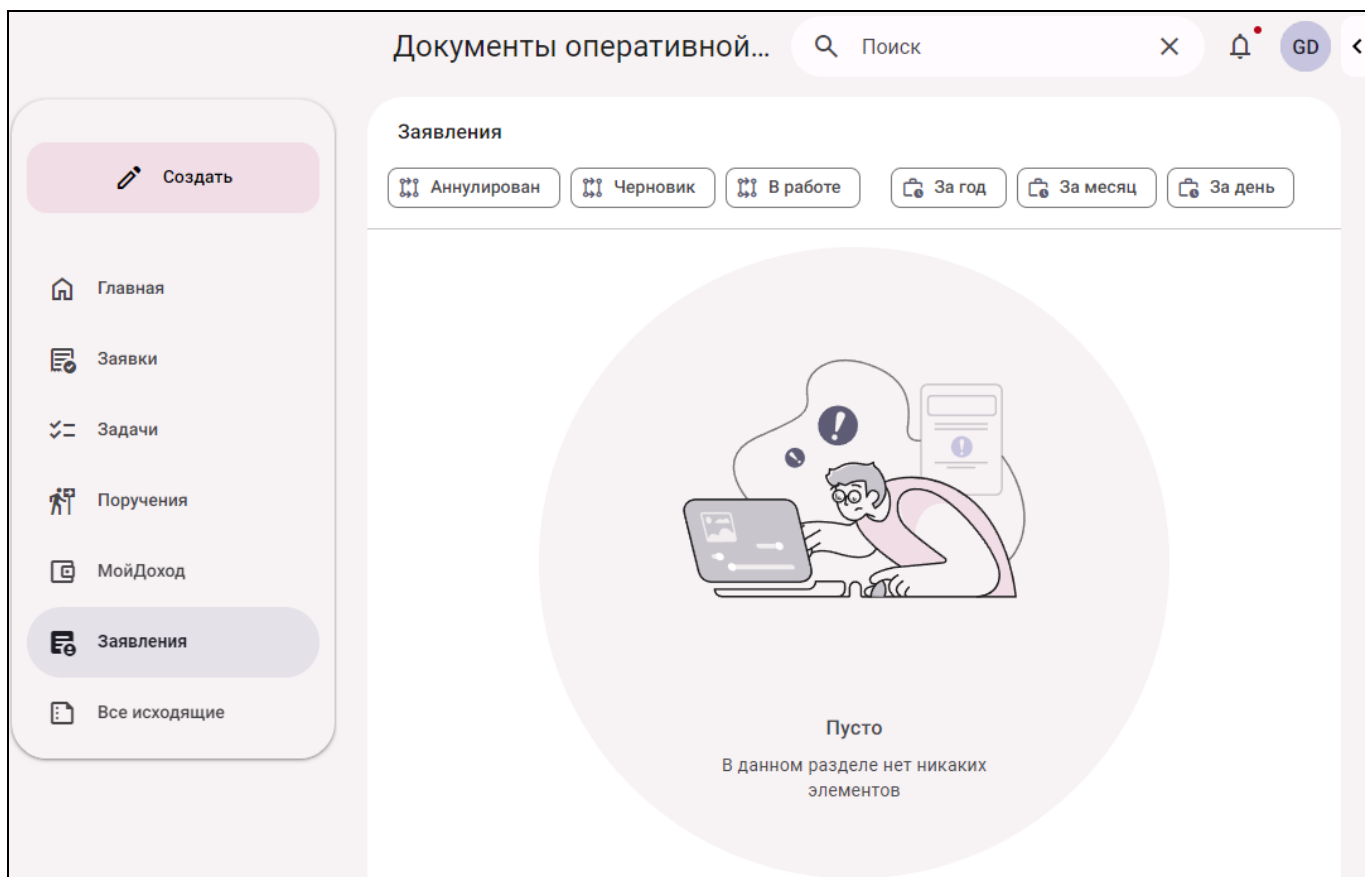 Документы оперативной...
Поиск
GD
Создать
Главная
Заявки
Задачи
Поручения
МойДоход
Заявления
Все исходящие
Заявления
Аннулирован
Черновик
В работе
За год
За месяц
За день
Пусто
В данном разделе нет никаких
элементов